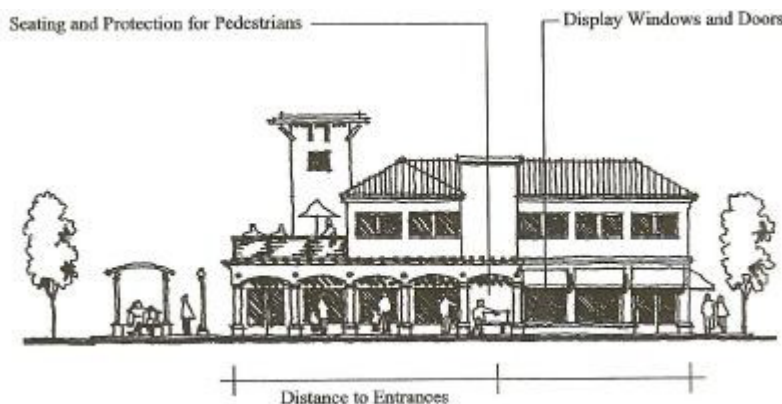 Seating and Protection for Pedestrians
Display Windows and Doors
Distance to Entrances